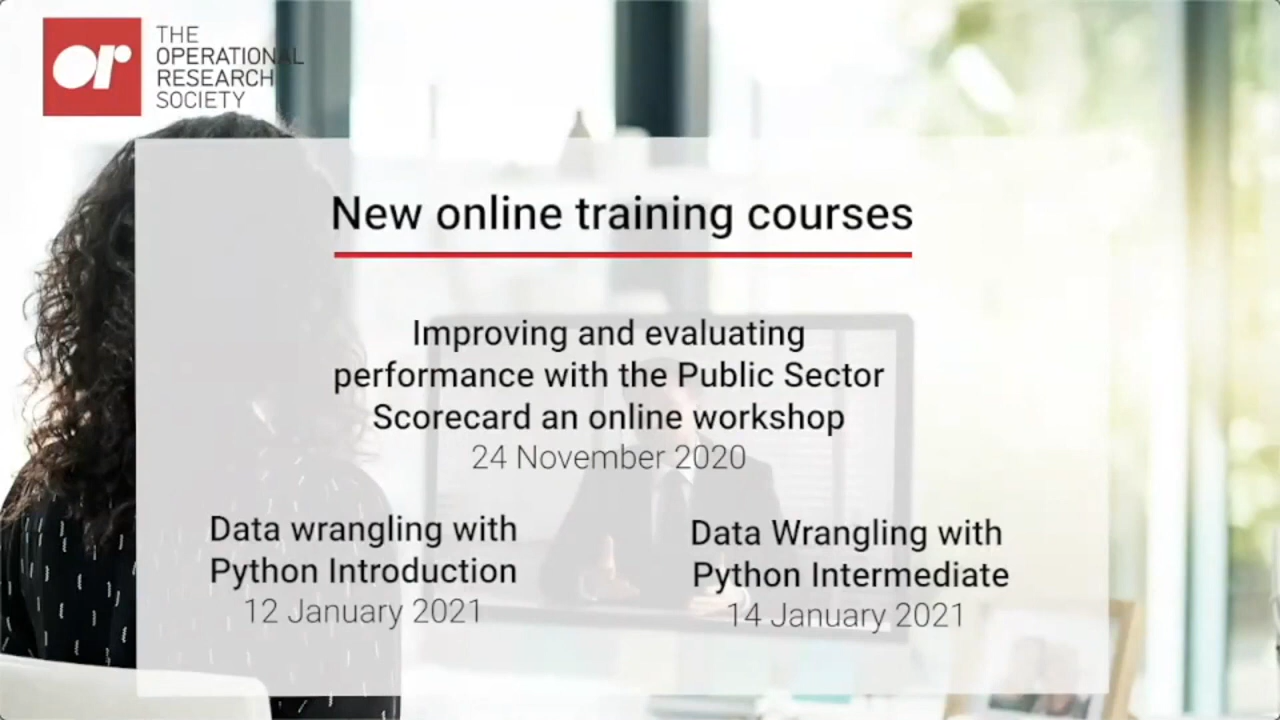 or
THE
OPERATIONAL
RESEARCH
SOCIETY
New online training courses
Improving and evaluating
performance with the Public Sector
Scorecard an online workshop
24 November 2020
Data wrangling with
Python Introduction
12 January 2021
Data Wrangling with
Python Intermediate
14 January 2021